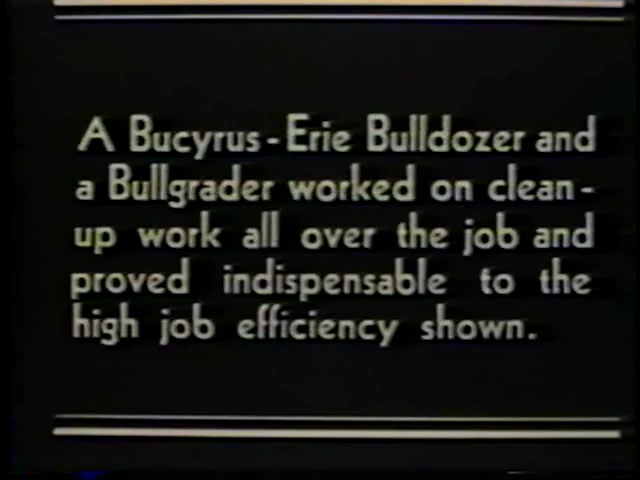 A Bucyrus-Erie Bulldozer and
a Bullgrader worked on clean-
up work all over the job and
proved indispensable to the
high job efficiency shown.